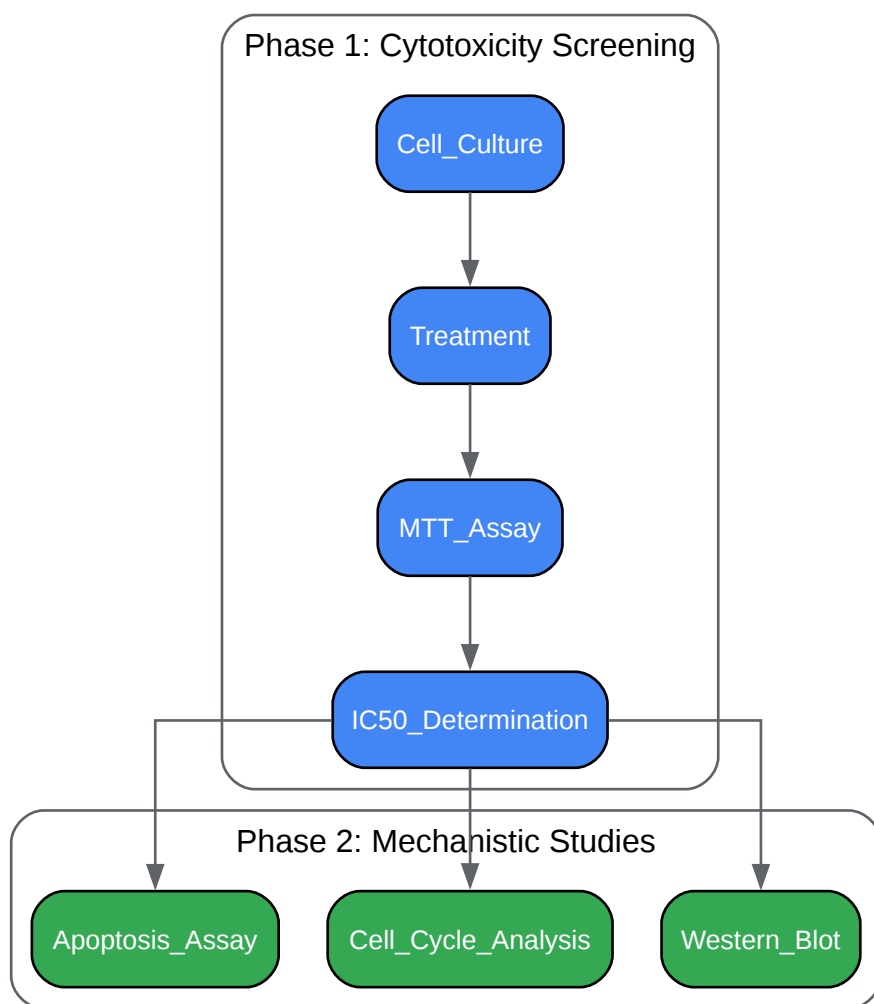 Phase 1: Cytotoxicity Screening
Cell_Culture
Treatment
MTT_Assay
IC50_Determination
Phase 2: Mechanistic Studies
Apoptosis_Assay
Cell_Cycle_Analysis
Western_Blot